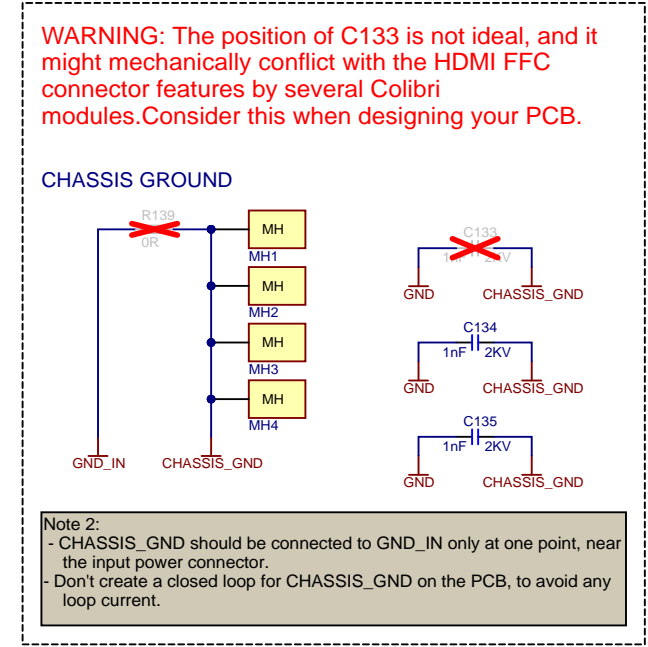 WARNING: The position of C133 is not ideal, and it
might mechanically conflict with the HDMI FFC
connector features by several Colibri
modules.Consider this when designing your PCB.
CHASSIS GROUND
R139
0R
MH
MH1
MH
MH2
MH
MH3
MH
MH4
GND_IN
CHASSIS_GND
C133
1nF 2KV
GND
CHASSIS_GND
C134
1nF 2KV
GND
CHASSIS_GND
C135
1nF 2KV
GND
CHASSIS_GND
Note 2:
- CHASSIS_GND should be connected to GND_IN only at one point, near
the input power connector.
- Don't create a closed loop for CHASSIS_GND on the PCB, to avoid any
loop current.